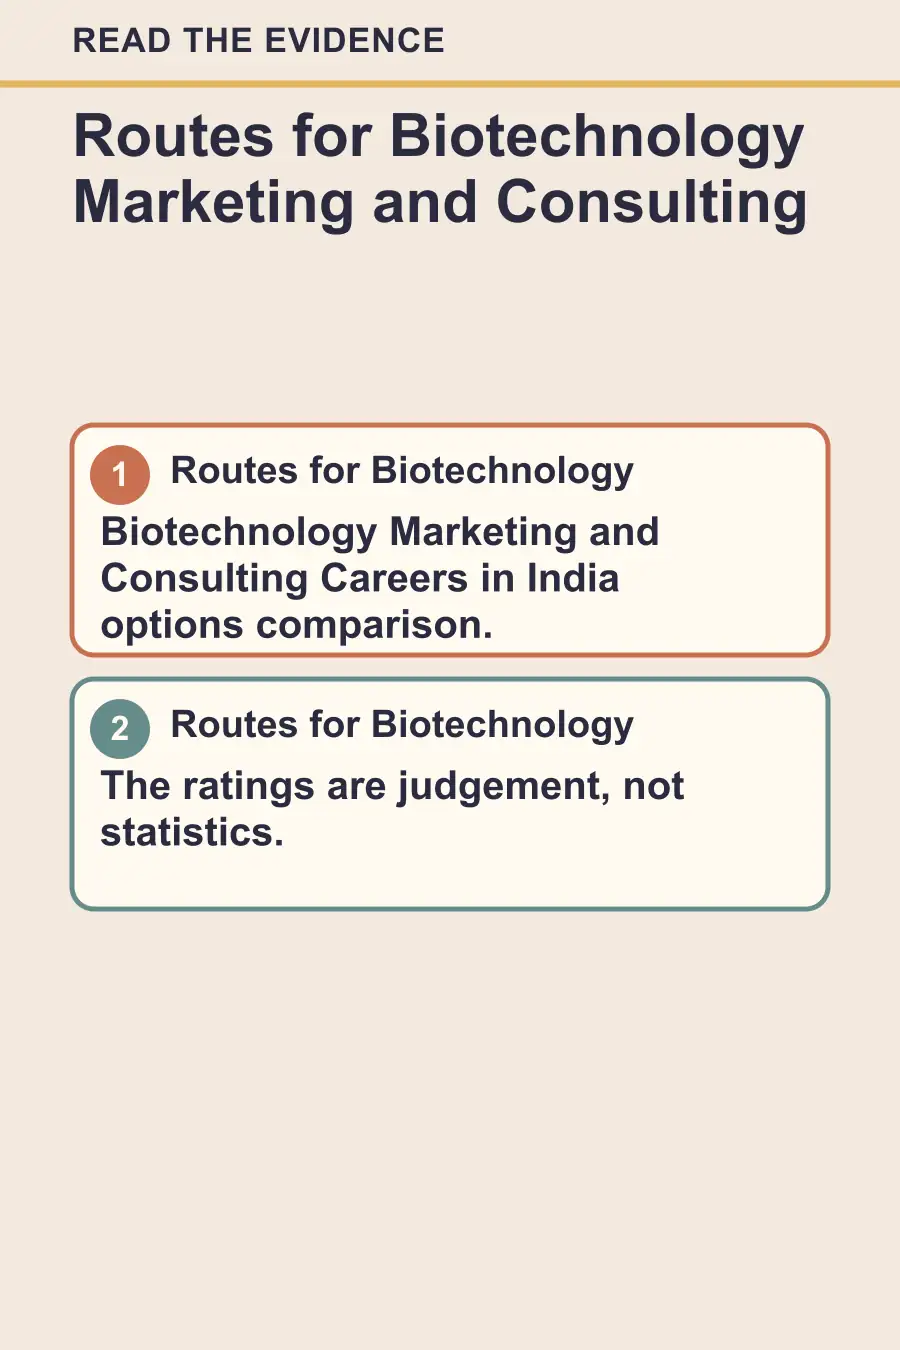 READ THE EVIDENCE
Routes for Biotechnology
Marketing and Consulting
1 Routes for Biotechnology
Biotechnology Marketing and
Consulting Careers in India
options comparison.
2 Routes for Biotechnology
The ratings are judgement, not
statistics.